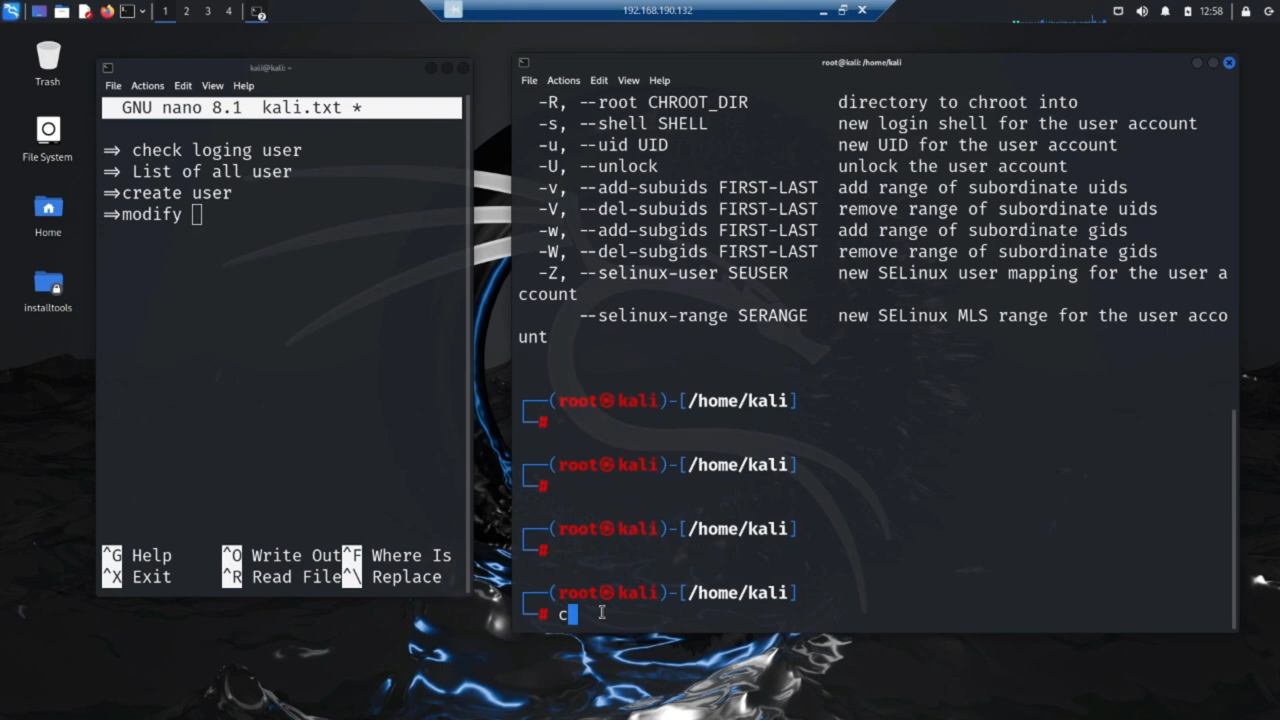 1 2 3 4
192.168.190.132
12:58
Trash
File System
Home
installtools
kali@kali: ~
File Actions Edit View Help
GNU nano 8.1 kali.txt *
⇒ check loging user
⇒ List of all user
⇒create user
⇒modify
^G Help ^O Write Out ^F Where Is
^X Exit ^R Read File ^\ Replace
root@kali: /home/kali
File Actions Edit View Help
-R, --root CHROOT_DIR directory to chroot into
-s, --shell SHELL new login shell for the user account
-u, --uid UID new UID for the user account
-U, --unlock unlock the user account
-v, --add-subuids FIRST-LAST add range of subordinate uids
-V, --del-subuids FIRST-LAST remove range of subordinate uids
-w, --add-subgids FIRST-LAST add range of subordinate gids
-W, --del-subgids FIRST-LAST remove range of subordinate gids
-Z, --selinux-user SEUSER new SELinux user mapping for the user a
ccount
--selinux-range SERANGE new SELinux MLS range for the user acco
unt
┌──(root㉿kali)-[/home/kali]
└─#
┌──(root㉿kali)-[/home/kali]
└─#
┌──(root㉿kali)-[/home/kali]
└─#
┌──(root㉿kali)-[/home/kali]
└─# c